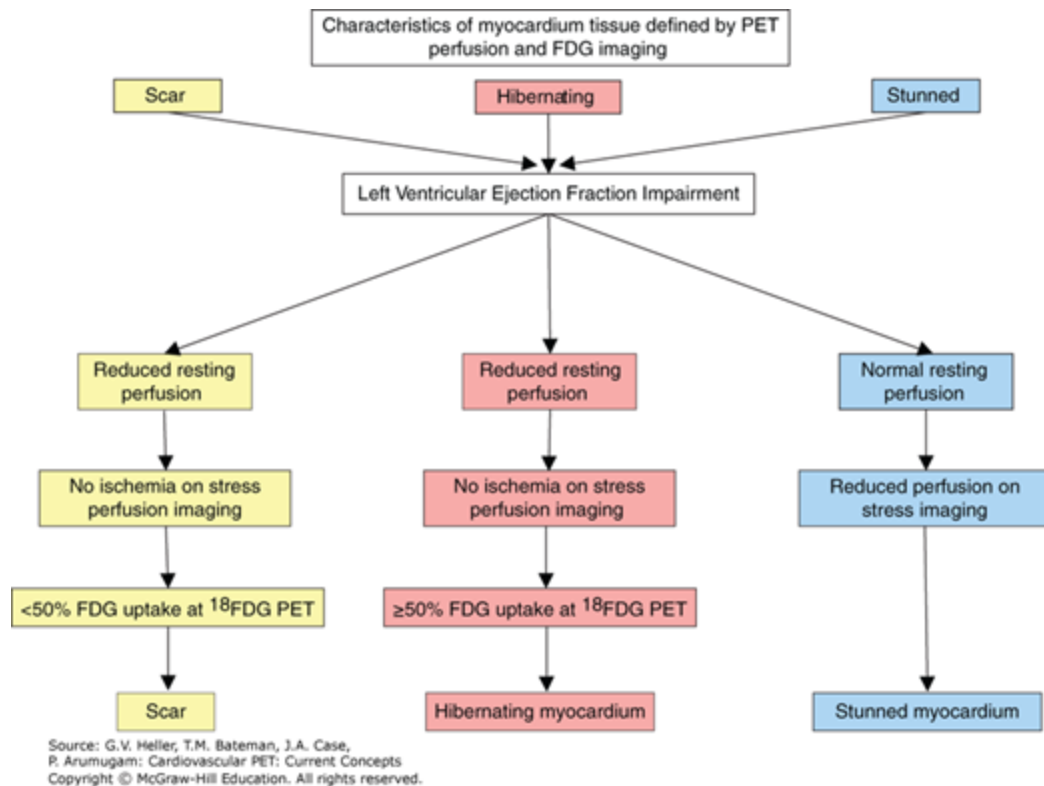 Characteristics of myocardium tissue defined by PET
perfusion and FDG imaging
Scar
Hibernating
Stunned
Left Ventricular Ejection Fraction Impairment
Reduced resting
perfusion
Reduced resting
perfusion
Normal resting
perfusion
No ischemia on stress
perfusion imaging
No ischemia on stress
perfusion imaging
Reduced perfusion on
stress imaging
<50% FDG uptake at ¹⁸FDG PET
≥50% FDG uptake at ¹⁸FDG PET
Scar
Hibernating myocardium
Stunned myocardium
Source: G.V. Heller, T.M. Bateman, J.A. Case,
P. Arumugam: Cardiovascular PET: Current Concepts
Copyright © McGraw-Hill Education. All rights reserved.